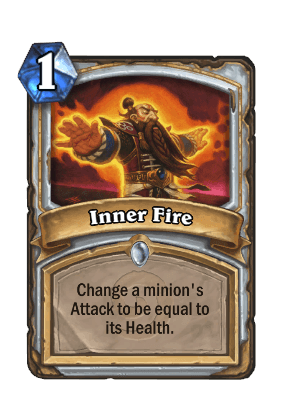 1
Inner Fire
Change a minion's
Attack to be equal to
its Health.